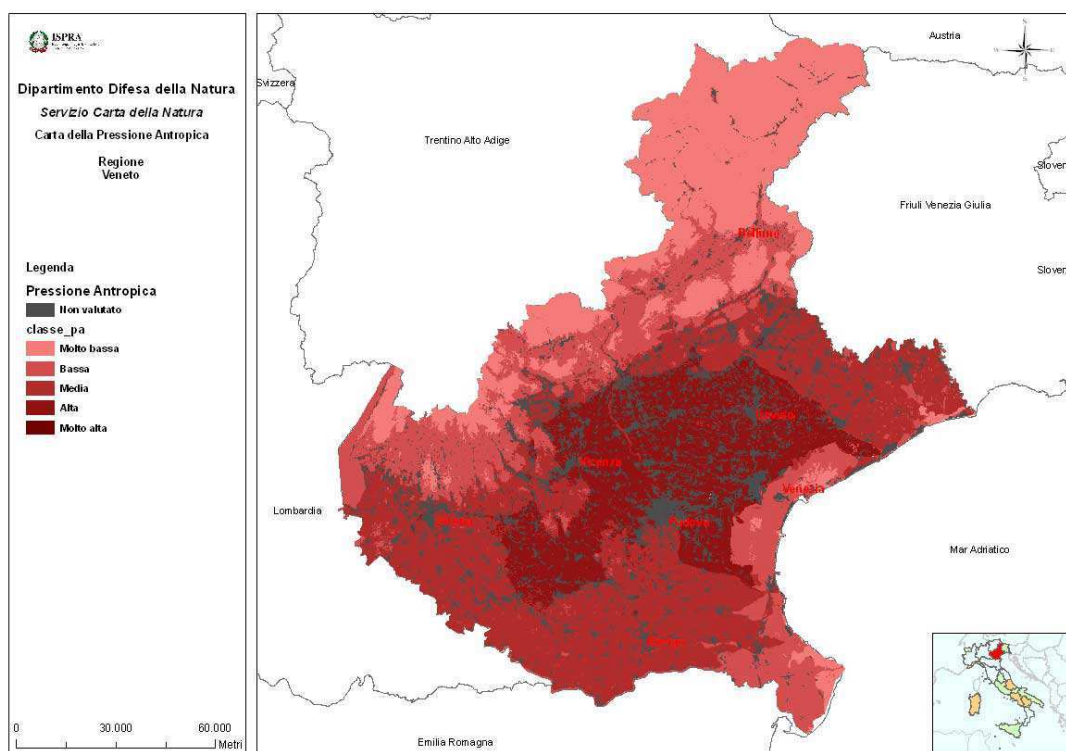 ISPRA
Dipartimento Difesa della Natura
Servizio Carta della Natura
Carta della Pressione Antropica
Regione
Veneto
Legenda
Pressione Antropica
Non valutato
classe_pa
Molto bassa
Bassa
Media
Alta
Molto alta
0 30.000 60.000
Metri
Austria
Svizzera
Trentino Alto Adige
Sloven
Friuli Venezia Giulia
Sloven
Belluno
Treviso
Vicenza
Venezia
Lombardia
Verona
Padova
Mar Adriatico
Rovigo
Emilia Romagna